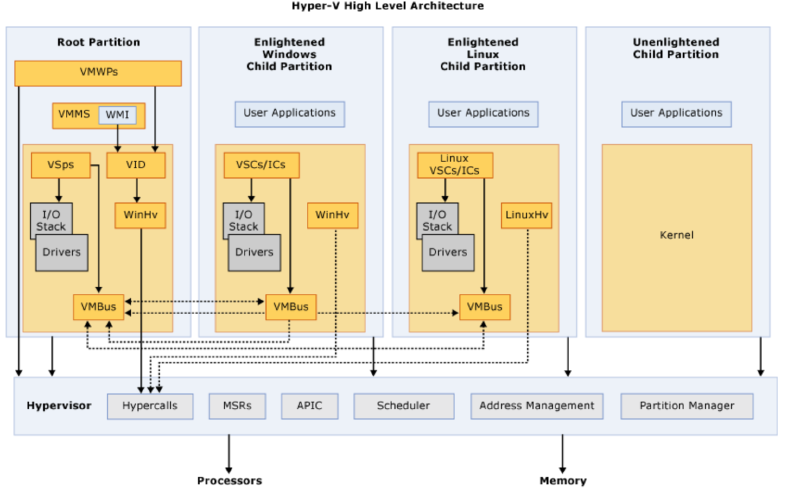 Hyper-V High Level Architecture
Root Partition
VMWPs
VMMS
WMI
VSps
VID
I/O
Stack
Drivers
WinHv
VMBus
Enlightened
Windows
Child Partition
User Applications
VSCs/ICs
I/O
Stack
Drivers
WinHv
VMBus
Enlightened
Linux
Child Partition
User Applications
Linux
VSCs/ICs
I/O
Stack
Drivers
LinuxHv
VMBus
Unenlightened
Child Partition
User Applications
Kernel
Hypervisor
Hypercalls
MSRs
APIC
Scheduler
Address Management
Partition Manager
Processors
Memory